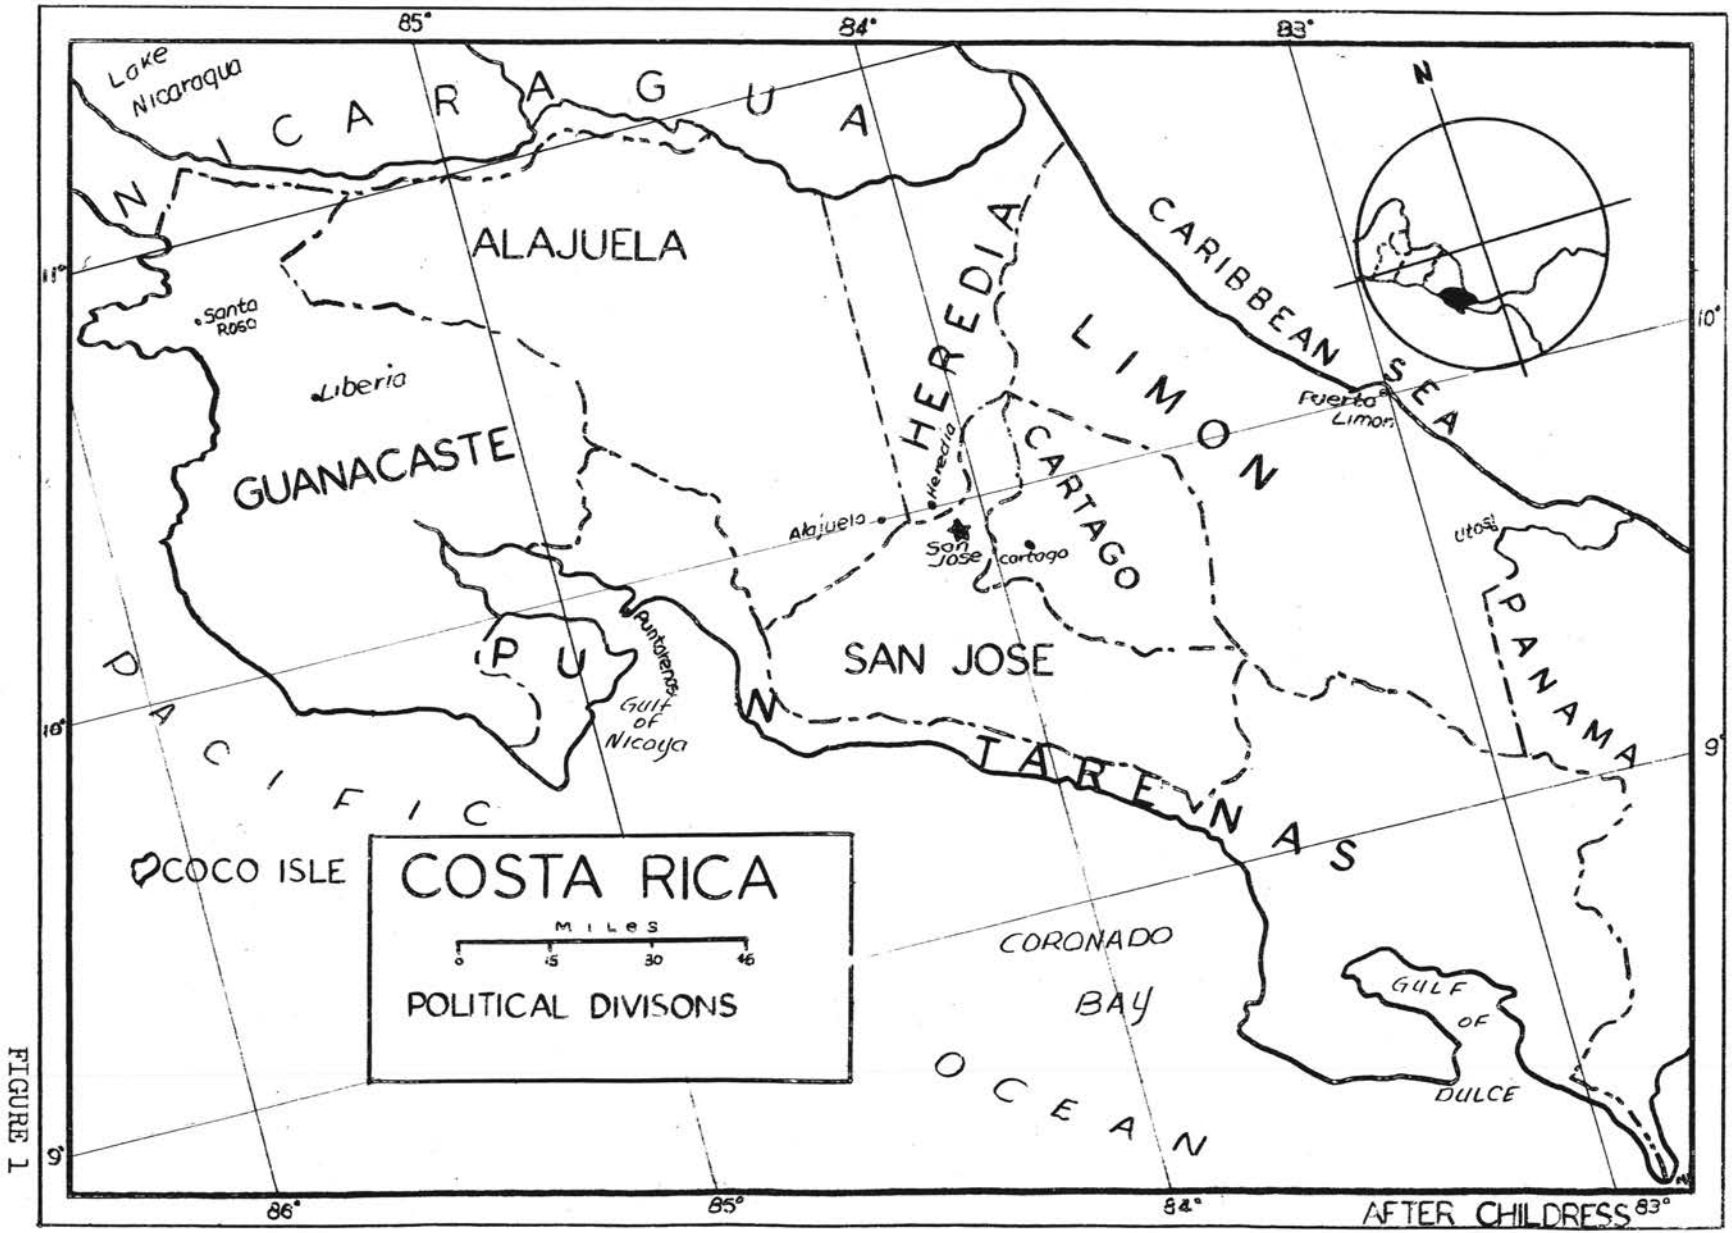 85°
84°
83°
Lake
Nicaraqua
NICARAGUA
N
11°
ALAJUELA
HEREDIA
CARIBBEAN SEA
Santa
Rosa
10°
LIMON
Liberia
Puerto
Limon
GUANACASTE
Heredia
CARTAGO
Alajuela
San
Jose
Cartago
PANAMA
PUNTARENAS
Puntarenas
SAN JOSE
Gulf
of
Nicoya
10°
9°
PACIFIC
COCO ISLE
COSTA RICA
MILes
0 15 30 46
POLITICAL DIVISONS
CORONADO
BAY
GULF
OF
DULCE
OCEAN
9°
86°
85°
84°
83°
AFTER CHILDRESS
FIGURE 1